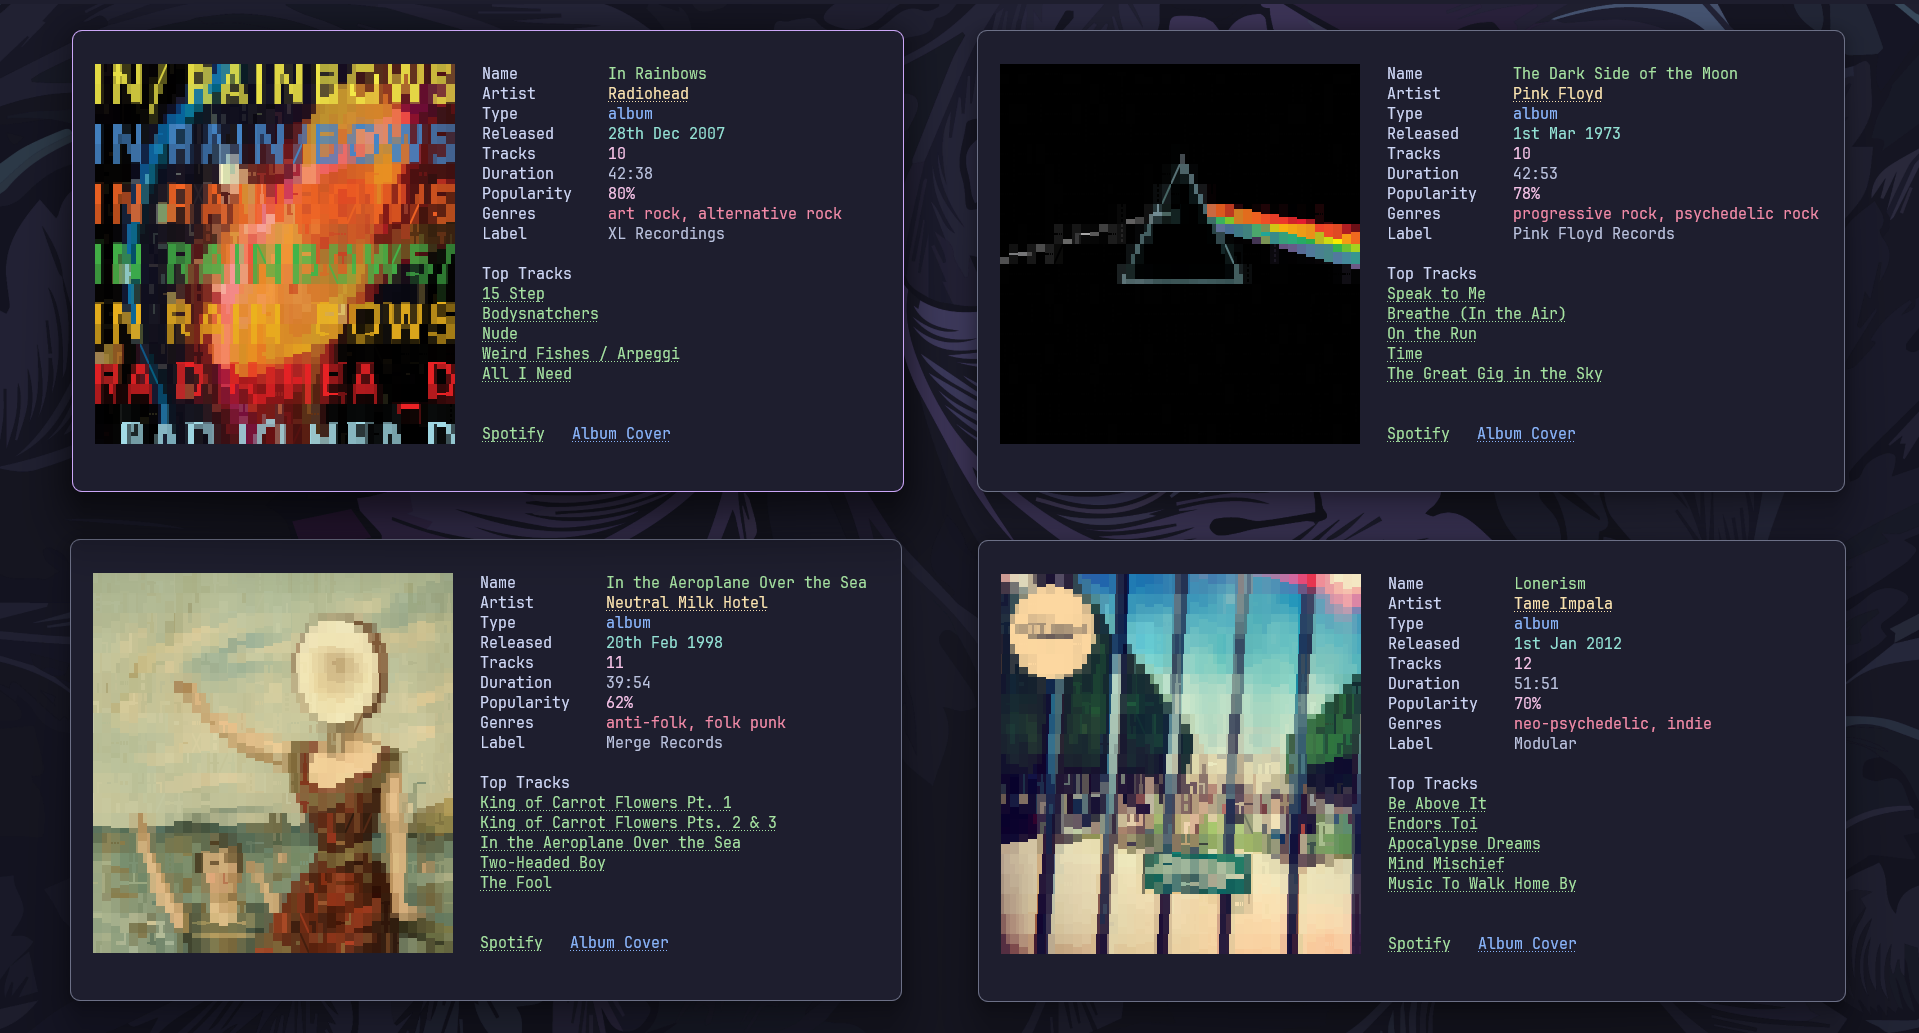 IN RAINBOWS
IN RAINBOWS
IN RAINBOWS
IN RAINBOWS
IN RAINBOWS
RADIOHEAD
RADIOHEAD
Name In Rainbows
Artist Radiohead
Type album
Released 28th Dec 2007
Tracks 10
Duration 42:38
Popularity 80%
Genres art rock, alternative rock
Label XL Recordings
Top Tracks
15 Step
Bodysnatchers
Nude
Weird Fishes / Arpeggi
All I Need
Spotify Album Cover
Name The Dark Side of the Moon
Artist Pink Floyd
Type album
Released 1st Mar 1973
Tracks 10
Duration 42:53
Popularity 78%
Genres progressive rock, psychedelic rock
Label Pink Floyd Records
Top Tracks
Speak to Me
Breathe (In the Air)
On the Run
Time
The Great Gig in the Sky
Spotify Album Cover
Name In the Aeroplane Over the Sea
Artist Neutral Milk Hotel
Type album
Released 20th Feb 1998
Tracks 11
Duration 39:54
Popularity 62%
Genres anti-folk, folk punk
Label Merge Records
Top Tracks
King of Carrot Flowers Pt. 1
King of Carrot Flowers Pts. 2 & 3
In the Aeroplane Over the Sea
Two-Headed Boy
The Fool
Spotify Album Cover
Name Lonerism
Artist Tame Impala
Type album
Released 1st Jan 2012
Tracks 12
Duration 51:51
Popularity 70%
Genres neo-psychedelic, indie
Label Modular
Top Tracks
Be Above It
Endors Toi
Apocalypse Dreams
Mind Mischief
Music To Walk Home By
Spotify Album Cover